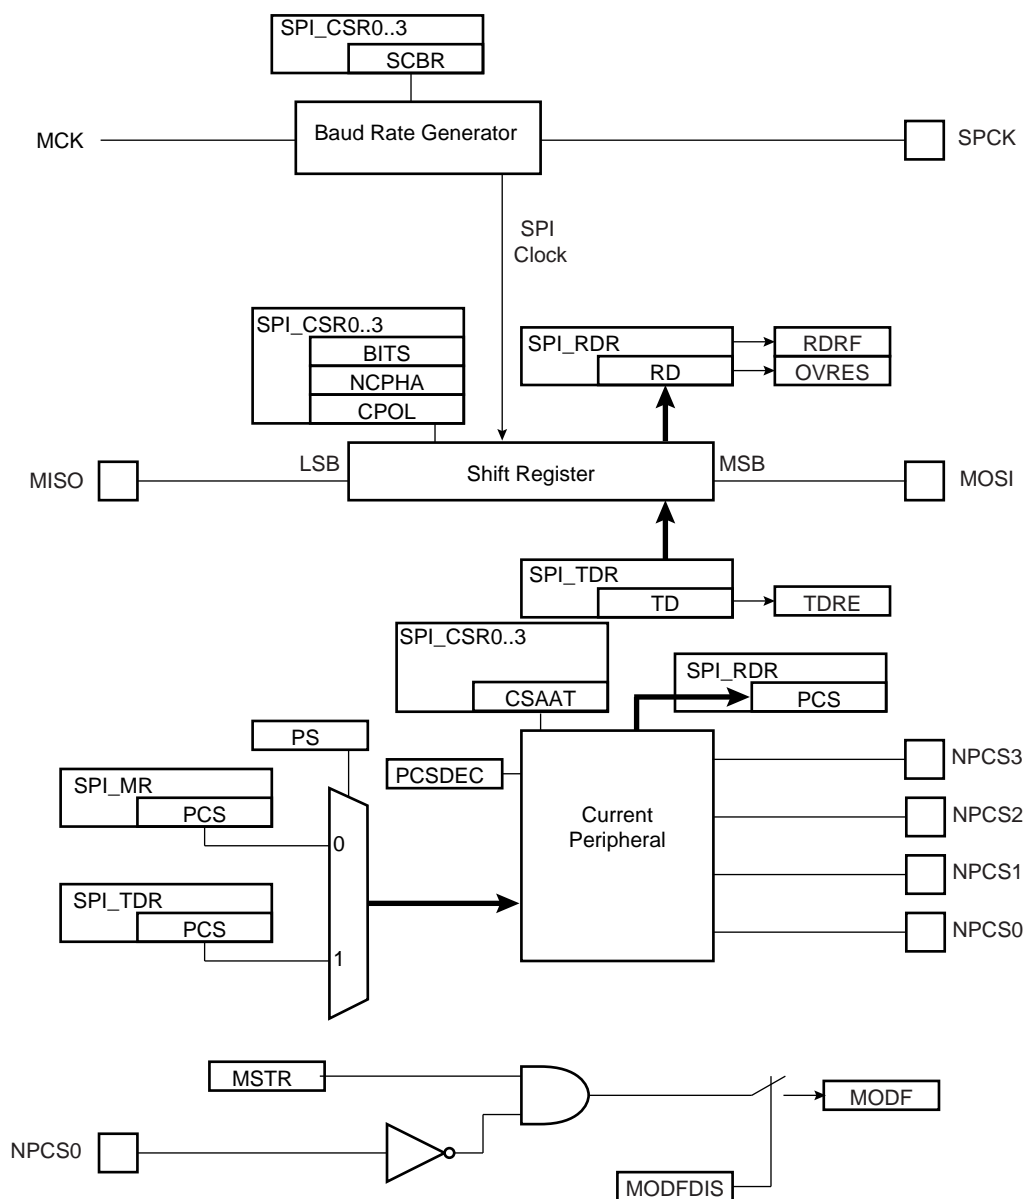 SPI_CSR0..3
SCBR
MCK
Baud Rate Generator
SPCK
SPI
Clock
SPI_CSR0..3
BITS
NCPHA
CPOL
SPI_RDR
RD
RDRF
OVRES
MISO
LSB
Shift Register
MSB
MOSI
SPI_TDR
TD
TDRE
SPI_CSR0..3
CSAAT
SPI_RDR
PCS
PS
PCSDEC
SPI_MR
PCS
0
SPI_TDR
PCS
1
Current
Peripheral
NPCS3
NPCS2
NPCS1
NPCS0
MSTR
MODF
NPCS0
MODFDIS